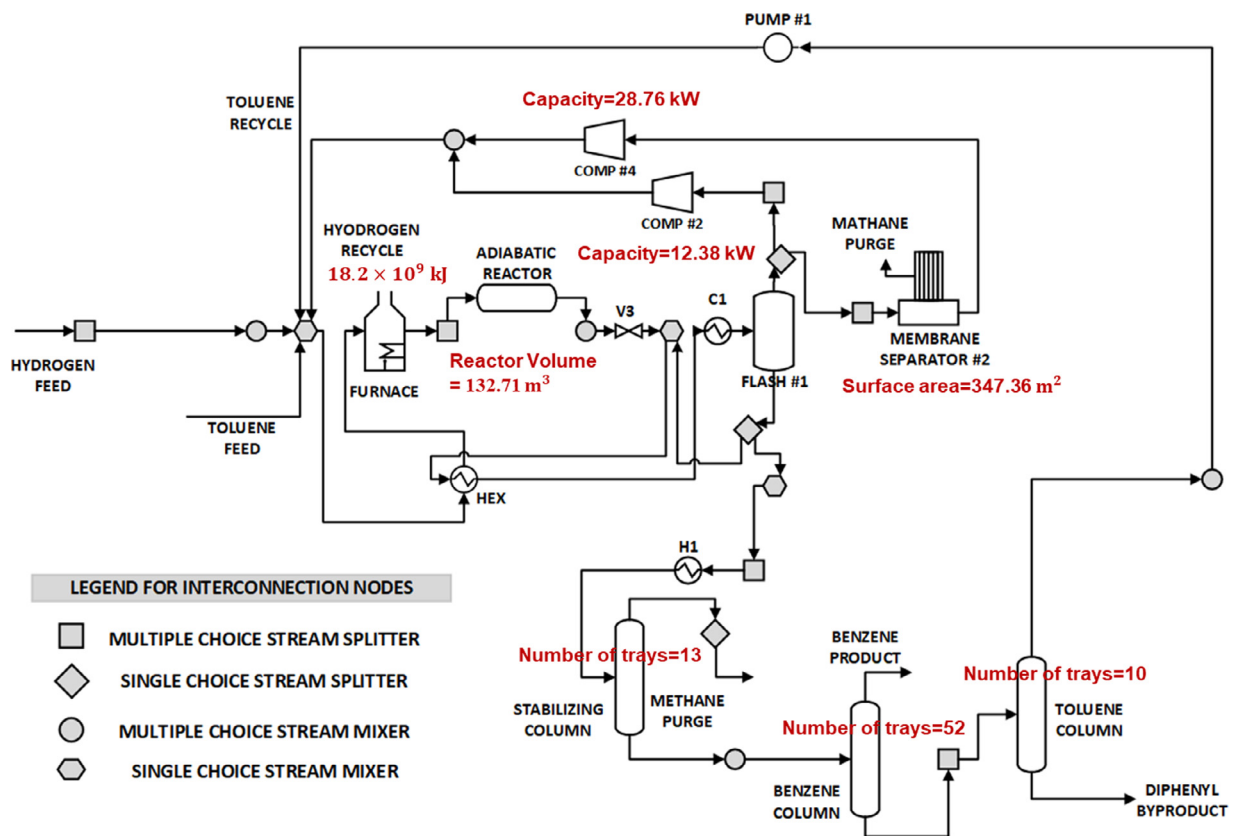 PUMP #1
TOLUENE
RECYCLE
Capacity=28.76 kW
COMP #4
COMP #2
HYODROGEN
RECYCLE
18.2 × 10⁹ kJ
ADIABATIC
REACTOR
Capacity=12.38 kW
MATHANE
PURGE
V3
C1
HYDROGEN
FEED
FURNACE
Reactor Volume
= 132.71 m³
FLASH #1
MEMBRANE
SEPARATOR #2
Surface area=347.36 m²
TOLUENE
FEED
HEX
H1
LEGEND FOR INTERCONNECTION NODES
MULTIPLE CHOICE STREAM SPLITTER
SINGLE CHOICE STREAM SPLITTER
MULTIPLE CHOICE STREAM MIXER
SINGLE CHOICE STREAM MIXER
Number of trays=13
STABILIZING
COLUMN
METHANE
PURGE
BENZENE
PRODUCT
Number of trays=52
BENZENE
COLUMN
Number of trays=10
TOLUENE
COLUMN
DIPHENYL
BYPRODUCT